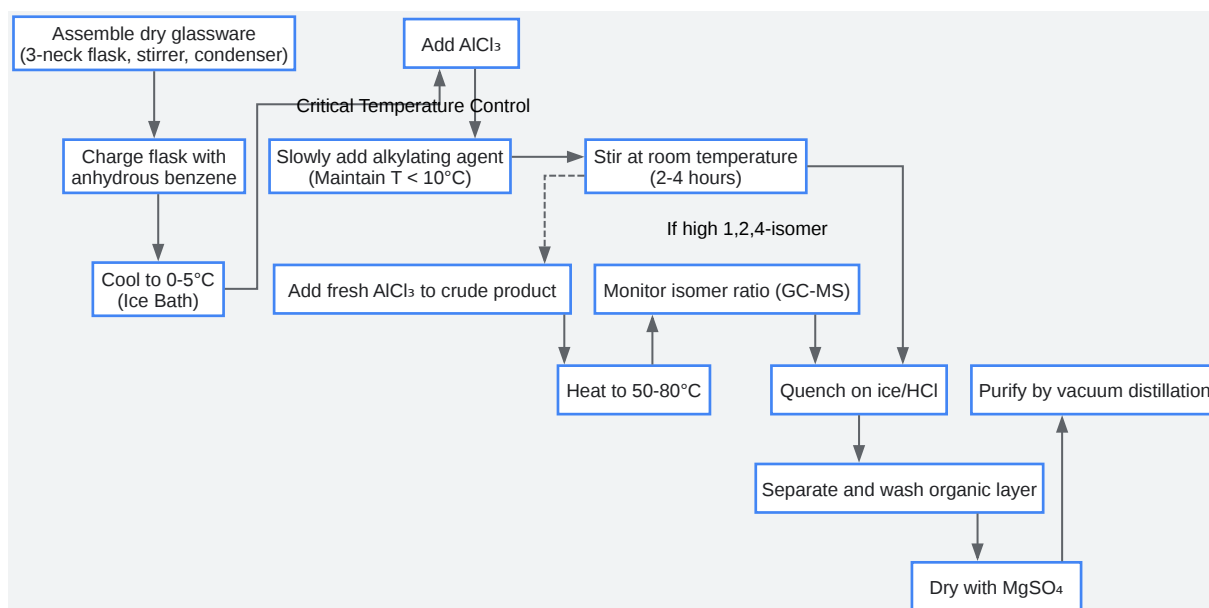 Assemble dry glassware
(3-neck flask, stirrer, condenser)
Add AlCl₃
Critical Temperature Control
Charge flask with
anhydrous benzene
Slowly add alkylating agent
(Maintain T < 10°C)
Stir at room temperature
(2-4 hours)
If high 1,2,4-isomer
Cool to 0-5°C
(Ice Bath)
Add fresh AlCl₃ to crude product
Monitor isomer ratio (GC-MS)
Heat to 50-80°C
Quench on ice/HCl
Purify by vacuum distillation
Separate and wash organic layer
Dry with MgSO₄